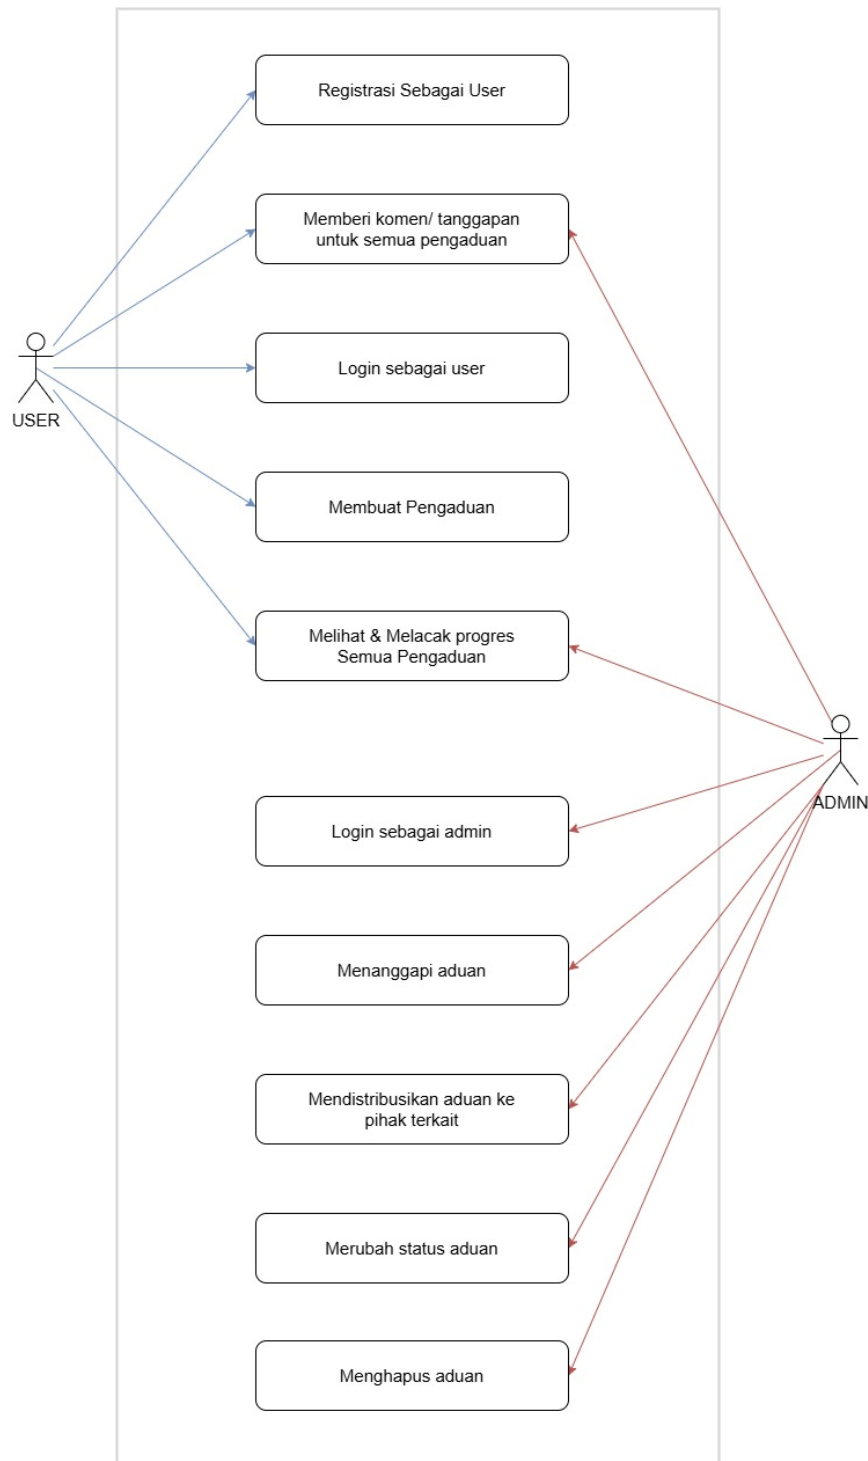 Registrasi Sebagai User
Memberi komen/ tanggapan
untuk semua pengaduan
Login sebagai user
USER
Membuat Pengaduan
Melihat & Melacak progres
Semua Pengaduan
ADMIN
Login sebagai admin
Menanggapi aduan
Mendistribusikan aduan ke
pihak terkait
Merubah status aduan
Menghapus aduan